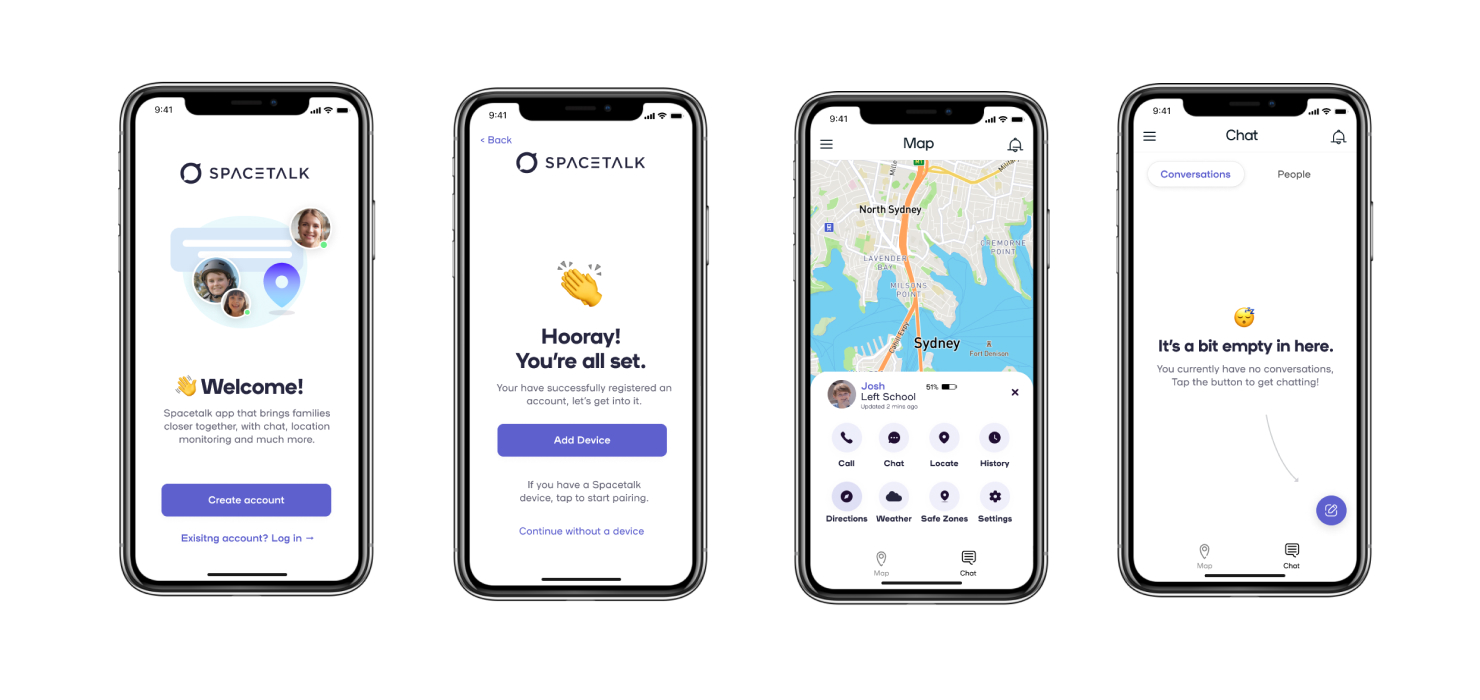 9:41
SPACETALK
Welcome!
Spacetalk app that brings families
closer together, with chat, location
monitoring and much more.
Create account
Exisitng account? Log in →
9:41
< Back
SPACETALK
Hooray!
You're all set.
Your have successfully registered an
account, let's get into it.
Add Device
If you have a Spacetalk
device, tap to start pairing.
Continue without a device
9:41
Map
North Sydney
CREMORNE
POINT
LAVENDER
BAY
MILSONS
POINT
Cahill Expy
Sydney
Fort Denison
Josh
51%
Left School
Updated 2 mins ago
Call
Chat
Locate
History
Directions
Weather
Safe Zones
Settings
Map
Chat
9:41
Chat
Conversations
People
It's a bit empty in here.
You currently have no conversations,
Tap the button to get chatting!
Map
Chat